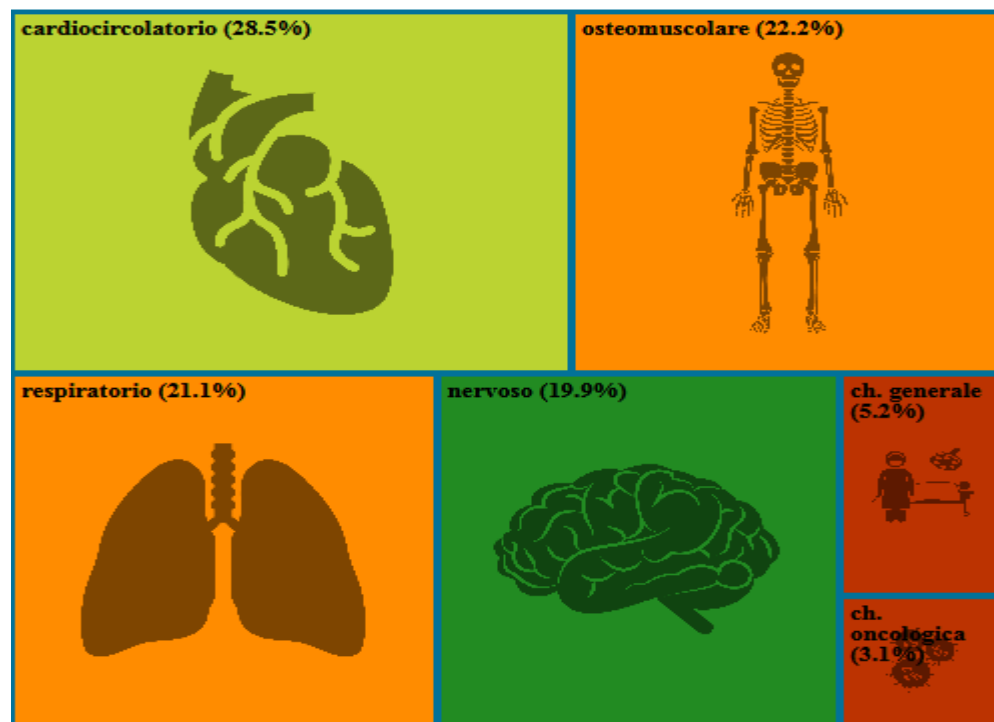 cardiocircolatorio (28.5%)
osteomuscolare (22.2%)
respiratorio (21.1%)
nervoso (19.9%)
ch. generale
(5.2%)
ch.
oncologica
(3.1%)